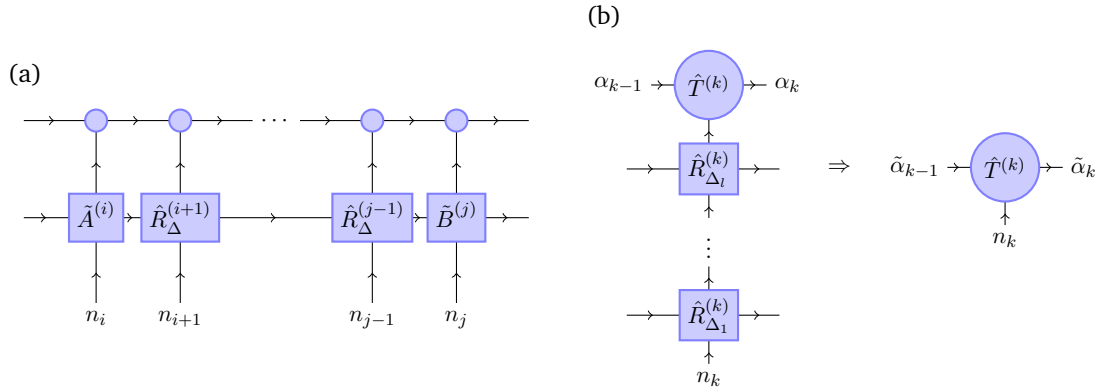 (a)
⋯
Ã^{(i)} R̂_Δ^{(i+1)} R̂_Δ^{(j−1)} B̃^{(j)}
n_i n_{i+1} n_{j−1} n_j
(b)
α_{k−1} T̂^{(k)} α_k
R̂_{Δ_l}^{(k)}
⋮
R̂_{Δ_1}^{(k)}
n_k
⇒
α̃_{k−1} T̂^{(k)} α̃_k
n_k